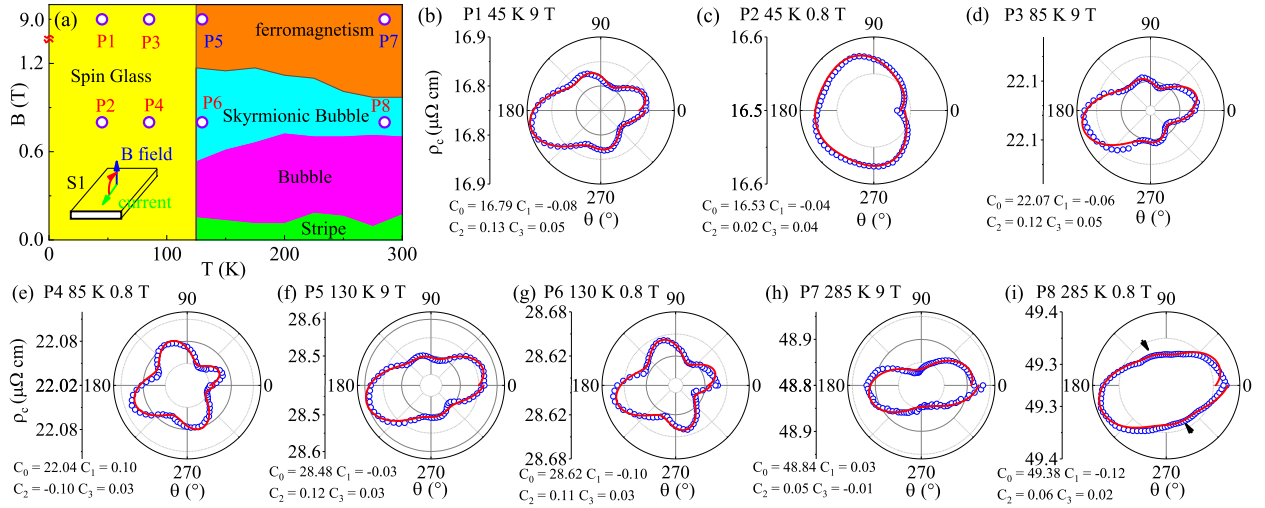 (a)
9.0
1.2
0.6
0.0
B (T)
0
100
200
300
T (K)
P1
P3
P5
P7
ferromagnetism
Spin Glass
P2
P4
P6
P8
Skyrmionic Bubble
B field
S1
current
Bubble
Stripe
(b) P1 45 K 9 T
16.9
16.8
16.8
16.9
ρc (μΩ cm)
90
180
0
270
θ (°)
C0 = 16.79 C1 = -0.08
C2 = 0.13 C3 = 0.05
(c) P2 45 K 0.8 T
16.6
16.5
16.6
90
180
0
270
θ (°)
C0 = 16.53 C1 = -0.04
C2 = 0.02 C3 = 0.04
(d) P3 85 K 9 T
22.1
22.1
90
180
0
270
θ (°)
C0 = 22.07 C1 = -0.06
C2 = 0.12 C3 = 0.05
(e) P4 85 K 0.8 T
22.08
22.02
22.08
ρc (μΩ cm)
90
180
0
270
θ (°)
C0 = 22.04 C1 = 0.10
C2 = -0.10 C3 = 0.03
(f) P5 130 K 9 T
28.6
28.5
28.5
28.6
90
180
0
270
θ (°)
C0 = 28.48 C1 = -0.03
C2 = 0.12 C3 = 0.03
(g) P6 130 K 0.8 T
28.68
28.62
28.62
28.68
90
180
0
270
θ (°)
C0 = 28.62 C1 = -0.10
C2 = 0.11 C3 = 0.03
(h) P7 285 K 9 T
48.9
48.8
48.9
90
180
0
270
θ (°)
C0 = 48.84 C1 = 0.03
C2 = 0.05 C3 = -0.01
(i) P8 285 K 0.8 T
49.4
49.3
49.3
49.4
90
180
0
270
θ (°)
C0 = 49.38 C1 = -0.12
C2 = 0.06 C3 = 0.02